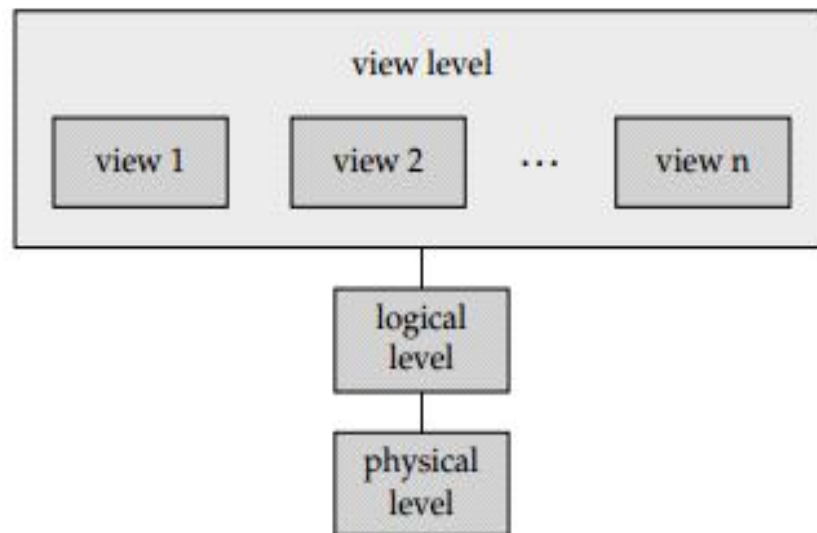 view level
view 1
view 2
...
view n
logical
level
physical
level